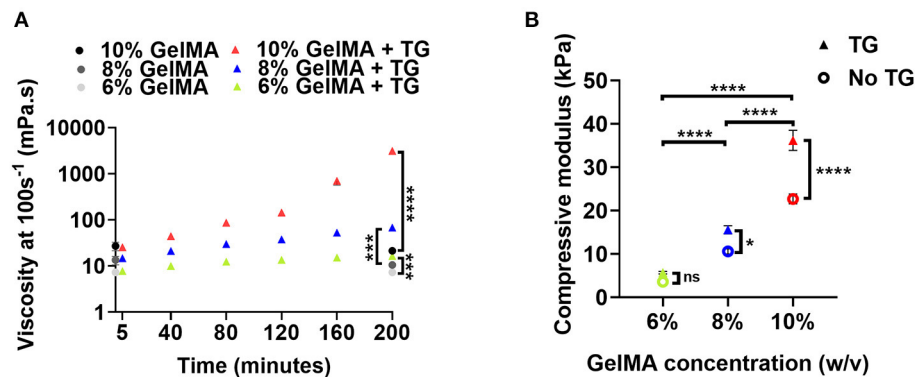 A
10% GelMA 10% GelMA + TG
8% GelMA 8% GelMA + TG
6% GelMA 6% GelMA + TG
Viscosity at 100s⁻¹ (mPa.s)
10000
1000
100
10
1
5 40 80 120 160 200
Time (minutes)
****
***
***
B
TG
No TG
Compressive modulus (kPa)
50
40
30
20
10
0
****
****
****
****
*
ns
6% 8% 10%
GelMA concentration (w/v)